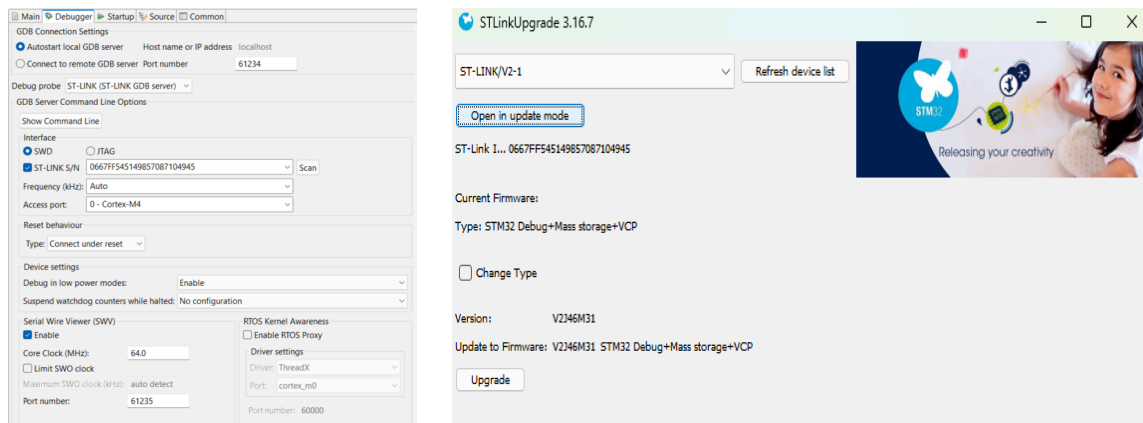 Main Debugger Startup Source Common
GDB Connection Settings
Autostart local GDB server Host name or IP address localhost
Connect to remote GDB server Port number 61234
Debug probe ST-LINK (ST-LINK GDB server)
GDB Server Command Line Options
Show Command Line
Interface
SWD JTAG
ST-LINK S/N 0667FF545149857087104945 Scan
Frequency (kHz): Auto
Access port: 0 - Cortex-M4
Reset behaviour
Type: Connect under reset
Device settings
Debug in low power modes: Enable
Suspend watchdog counters while halted: No configuration
Serial Wire Viewer (SWV)
Enable
Core Clock (MHz): 64.0
Limit SWO clock
Maximum SWO clock (kHz): auto detect
Port number: 61235
RTOS Kernel Awareness
Enable RTOS Proxy
Driver settings
Driver: ThreadX
Port: cortex_m0
Port number: 60000
STLinkUpgrade 3.16.7
ST-LINK/V2-1 Refresh device list
Open in update mode
ST-Link I... 0667FF545149857087104945
STM32
Releasing your creativity
Current Firmware:
Type: STM32 Debug+Mass storage+VCP
Change Type
Version: V2J46M31
Update to Firmware: V2J46M31 STM32 Debug+Mass storage+VCP
Upgrade